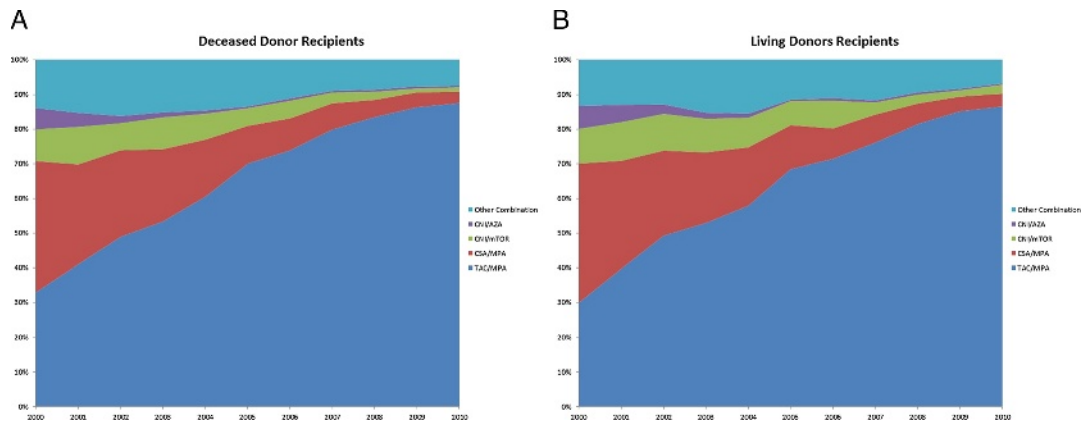 A
Deceased Donor Recipients
100%
90%
80%
70%
60%
50%
40%
30%
20%
10%
0%
2000 2001 2002 2003 2004 2005 2006 2007 2008 2009 2010
Other Combination
CNI/AZA
CNI/mTOR
CSA/MPA
TAC/MPA
B
Living Donors Recipients
100%
90%
80%
70%
60%
50%
40%
30%
20%
10%
0%
2000 2001 2002 2003 2004 2005 2006 2007 2008 2009 2010
Other Combination
CNI/AZA
CNI/mTOR
CSA/MPA
TAC/MPA